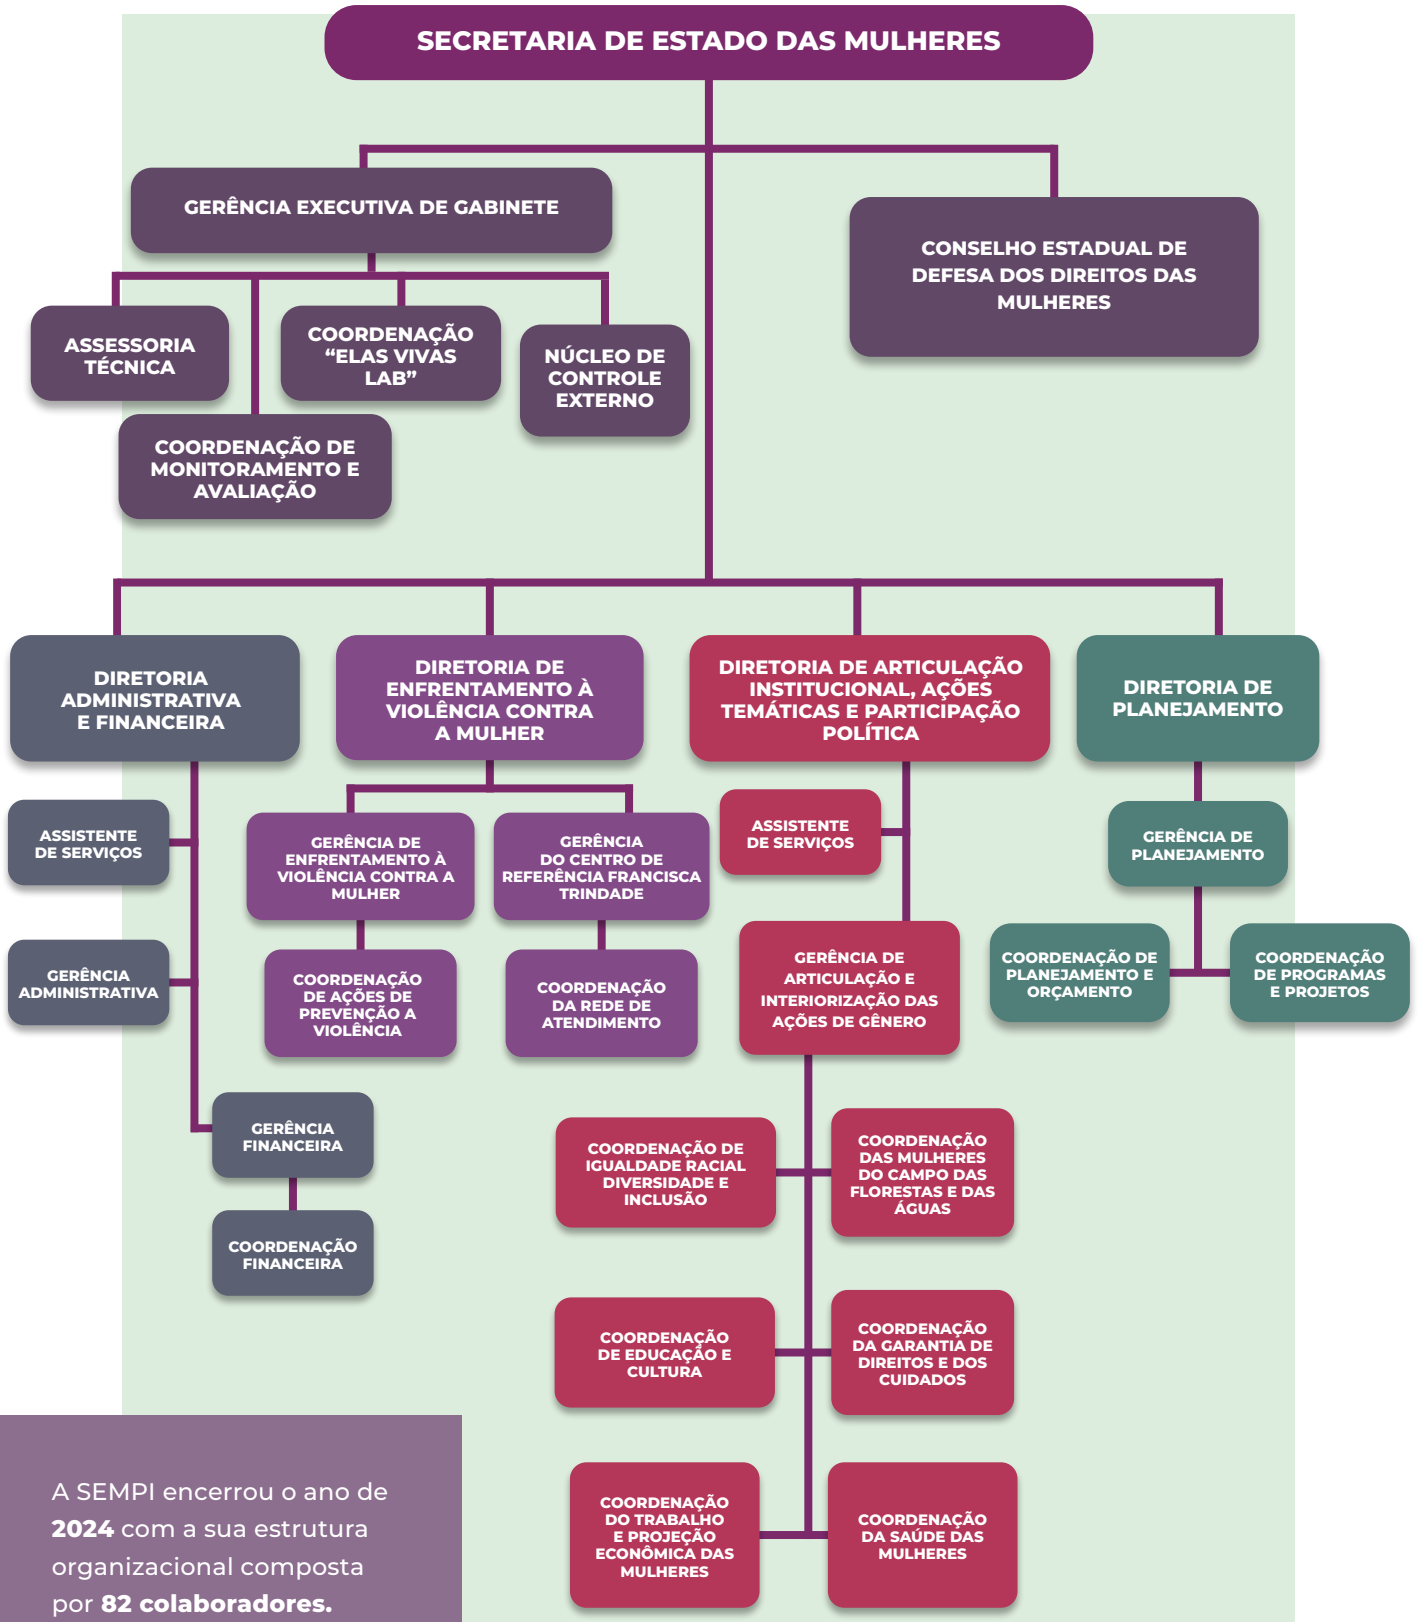 SECRETARIA DE ESTADO DAS MULHERES
GERÊNCIA EXECUTIVA DE GABINETE
CONSELHO ESTADUAL DE
DEFESA DOS DIREITOS DAS
MULHERES
ASSESSORIA
TÉCNICA
COORDENAÇÃO
“ELAS VIVAS
LAB”
NÚCLEO DE
CONTROLE
EXTERNO
COORDENAÇÃO DE
MONITORAMENTO E
AVALIAÇÃO
DIRETORIA
ADMINISTRATIVA
E FINANCEIRA
DIRETORIA DE
ENFRENTAMENTO À
VIOLÊNCIA CONTRA
A MULHER
DIRETORIA DE ARTICULAÇÃO
INSTITUCIONAL, AÇÕES
TEMÁTICAS E PARTICIPAÇÃO
POLÍTICA
DIRETORIA DE
PLANEJAMENTO
ASSISTENTE
DE SERVIÇOS
GERÊNCIA DE
ENFRENTAMENTO À
VIOLÊNCIA CONTRA A
MULHER
GERÊNCIA
DO CENTRO DE
REFERÊNCIA FRANCISCA
TRINDADE
ASSISTENTE
DE SERVIÇOS
GERÊNCIA DE
PLANEJAMENTO
GERÊNCIA
ADMINISTRATIVA
COORDENAÇÃO
DE AÇÕES DE
PREVENÇÃO A
VIOLÊNCIA
COORDENAÇÃO
DA REDE DE
ATENDIMENTO
GERÊNCIA DE
ARTICULAÇÃO E
INTERIORIZAÇÃO DAS
AÇÕES DE GÊNERO
COORDENAÇÃO DE
PLANEJAMENTO E
ORÇAMENTO
COORDENAÇÃO
DE PROGRAMAS
E PROJETOS
GERÊNCIA
FINANCEIRA
COORDENAÇÃO DE
IGUALDADE RACIAL
DIVERSIDADE E
INCLUSÃO
COORDENAÇÃO
DAS MULHERES
DO CAMPO DAS
FLORESTAS E DAS
ÁGUAS
COORDENAÇÃO
FINANCEIRA
COORDENAÇÃO
DE EDUCAÇÃO E
CULTURA
COORDENAÇÃO
DA GARANTIA DE
DIREITOS E DOS
CUIDADOS
COORDENAÇÃO
DO TRABALHO
E PROJEÇÃO
ECONÔMICA DAS
MULHERES
COORDENAÇÃO
DA SAÚDE DAS
MULHERES
A SEMPI encerrou o ano de
2024 com a sua estrutura
organizacional composta
por 82 colaboradores.